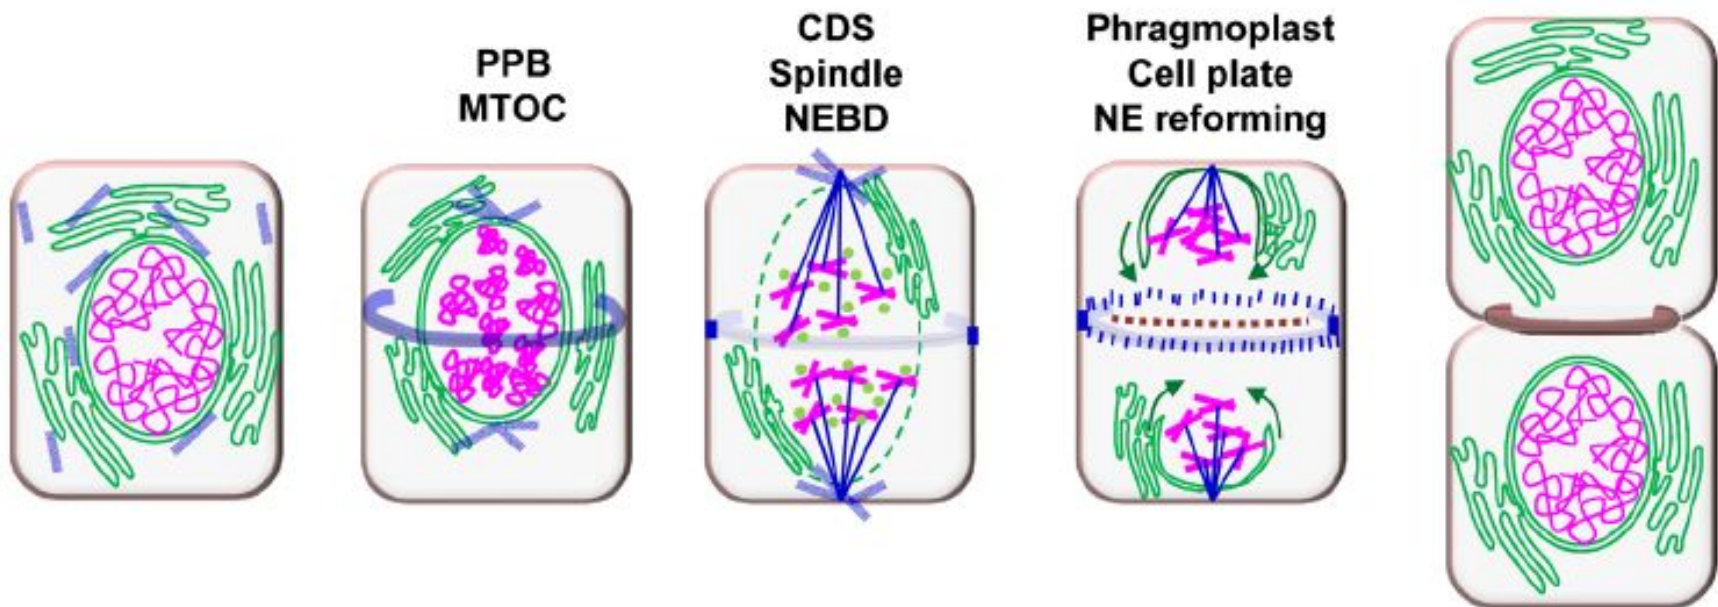 PPB
MTOC
CDS
Spindle
NEBD
Phragmoplast
Cell plate
NE reforming